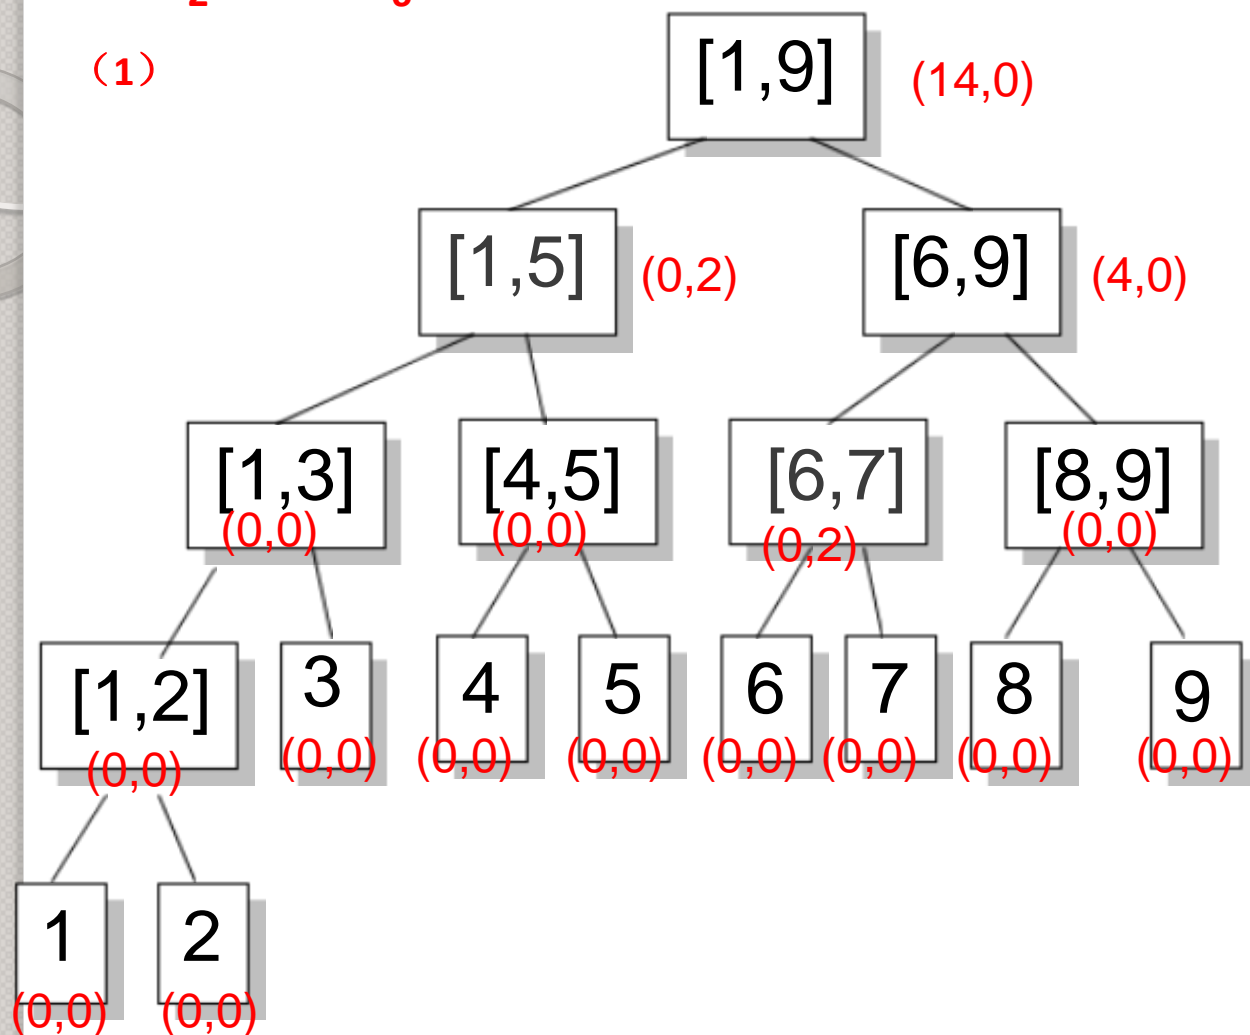 2 0
（1）
[1,9] (14,0)
[1,5] (0,2) [6,9] (4,0)
[1,3] [4,5] [6,7] [8,9]
(0,0) (0,0) (0,2) (0,0)
[1,2] 3 4 5 6 7 8 9
(0,0) (0,0) (0,0) (0,0) (0,0) (0,0) (0,0) (0,0)
1 2
(0,0) (0,0)